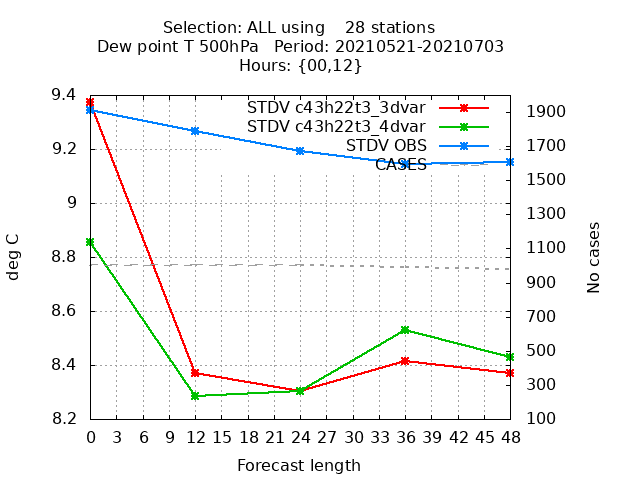 Selection: ALL using    28 stations
Dew point T 500hPa   Period: 20210521-20210703
Hours: {00,12}
STDV c43h22t3_3dvar
STDV c43h22t3_4dvar
STDV OBS
CASES
9.4
9.2
9
8.8
8.6
8.4
8.2
deg C
1900
1700
1500
1300
1100
900
700
500
300
100
No cases
0 3 6 9 12 15 18 21 24 27 30 33 36 39 42 45 48
Forecast length